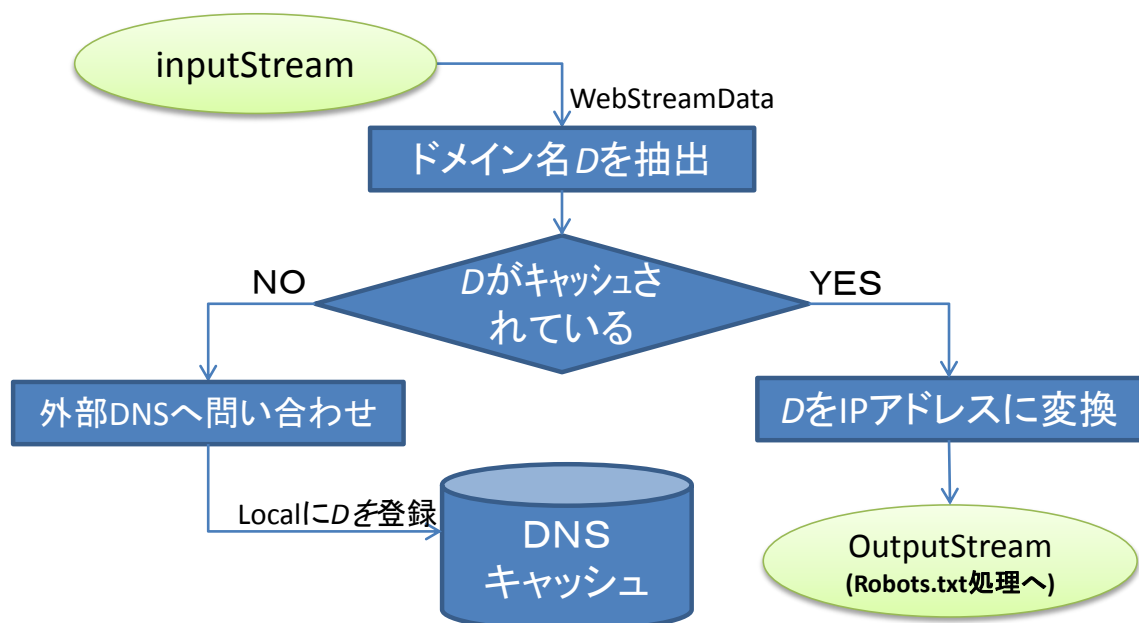 inputStream
WebStreamData
ドメイン名Dを抽出
Dがキャッシュさ
れている
NO
YES
外部DNSへ問い合わせ
DをIPアドレスに変換
LocalにDを登録
DNS
キャッシュ
OutputStream
(Robots.txt処理へ)